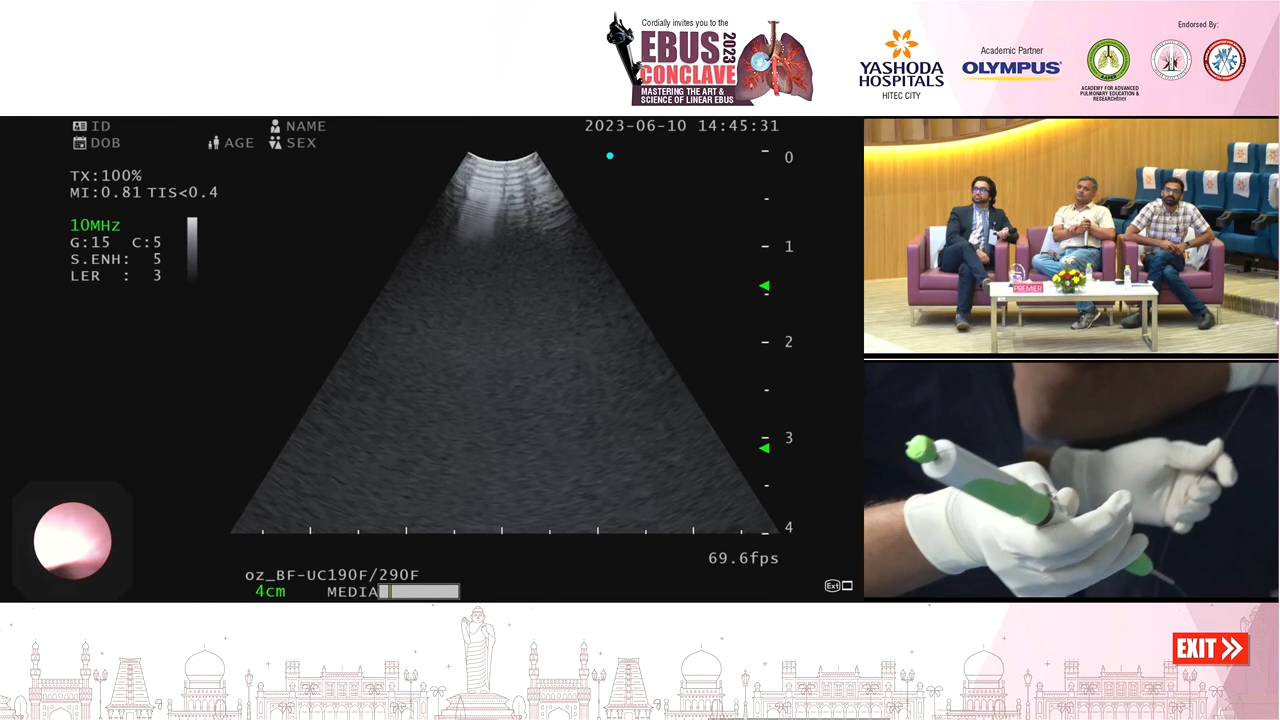 Cordially invites you to the
EBUS 2023
CONCLAVE
MASTERING THE ART &
SCIENCE OF LINEAR EBUS
YASHODA
HOSPITALS
HITEC CITY
Academic Partner
OLYMPUS
Endorsed By:
ACADEMY FOR ADVANCED
PULMONARY EDUCATION &
ID
DOB
AGE
NAME
SEX
2023-06-10 14:45:31
TX:100%
MI:0.81 TIS<0.4
10MHz
G:15 C:5
S.ENH: 5
LER : 3
0
1
2
3
4
69.6fps
oz_BF-UC190F/290F
4cm MEDIA
Ext
PREMIER
EXIT